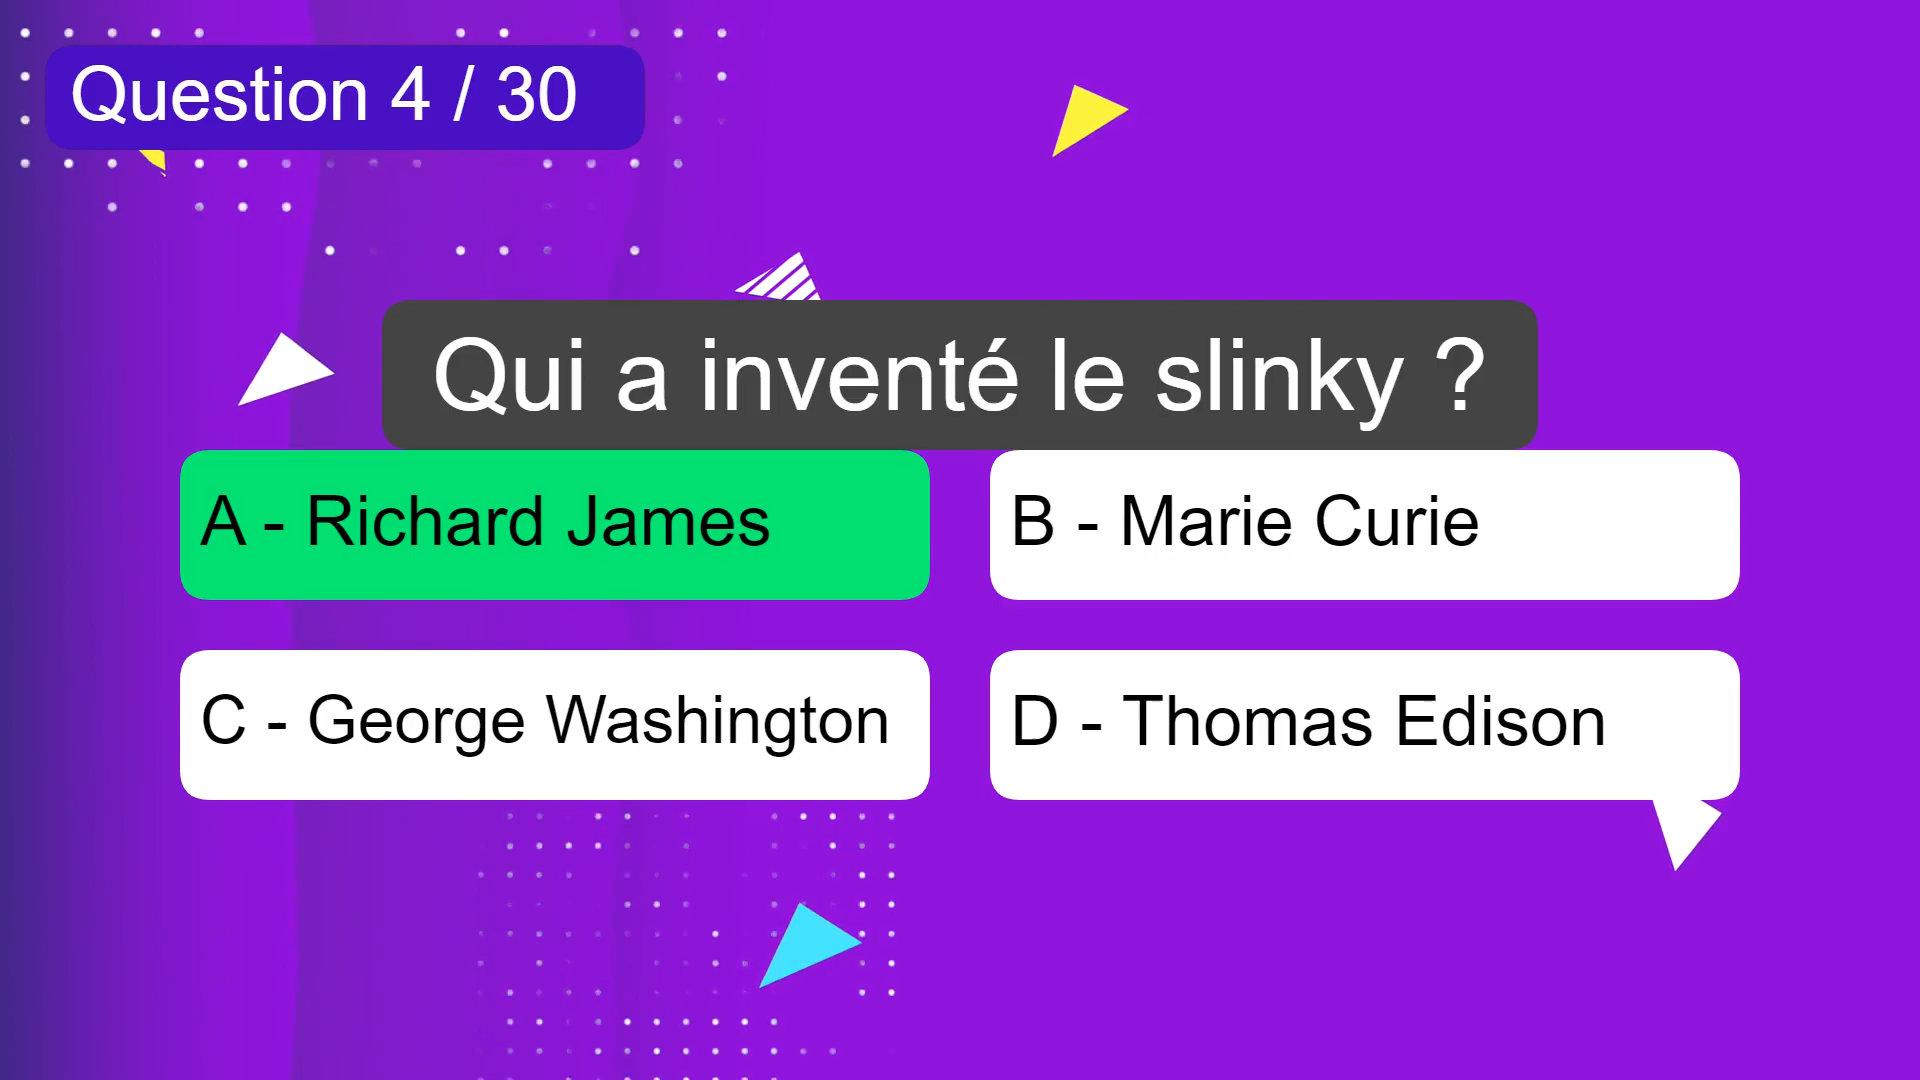 Question 4 / 30
Qui a inventé le slinky ?
A - Richard James
B - Marie Curie
C - George Washington
D - Thomas Edison